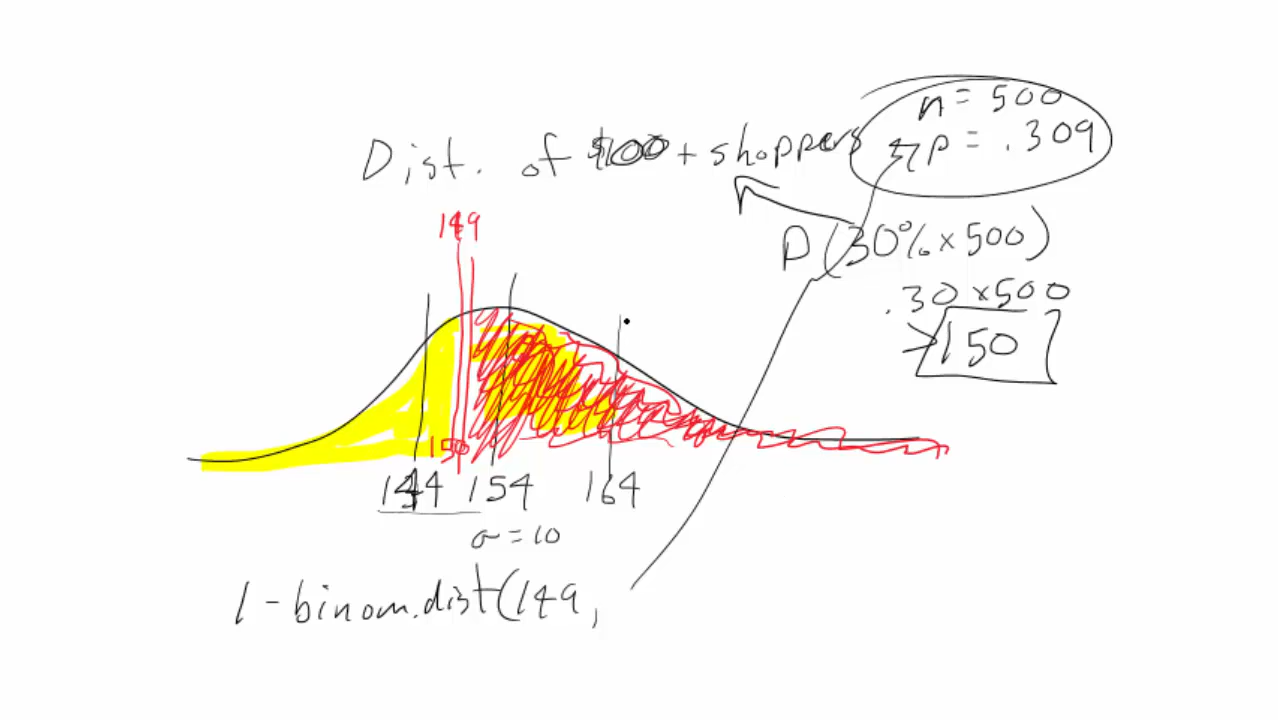 n = 500
Dist. of $100 + shoppers
p = .309
149
P(30% x 500)
.30 x 500
150
150
144 154 164
σ = 10
1 - binom.dist(149,